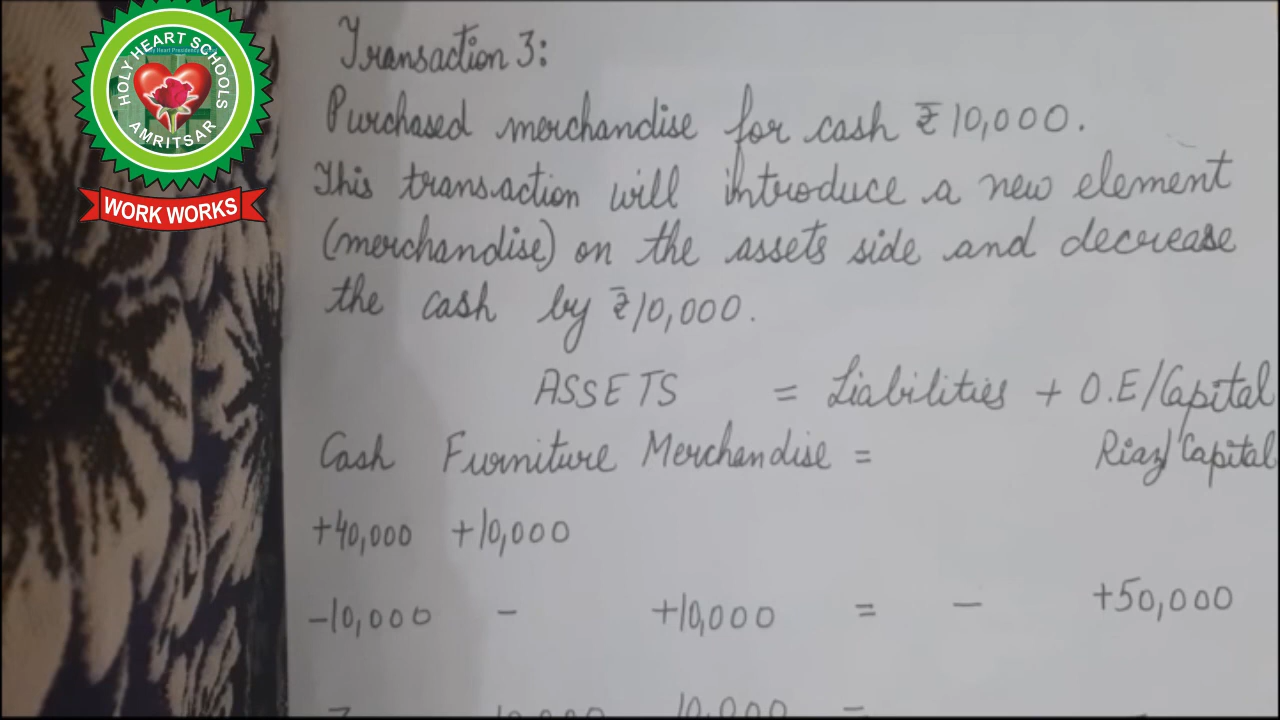 HOLY HEART SCHOOLS
AMRITSAR
WORK WORKS
Transaction 3:
Purchased merchandise for cash ₹10,000.
This transaction will introduce a new element
(merchandise) on the assets side and decrease
the cash by ₹10,000.
ASSETS = Liabilities + O.E/Capital
Cash Furniture Merchandise = Riaz Capital
+40,000 +10,000
-10,000 - +10,000 = - +50,000
10,000 =